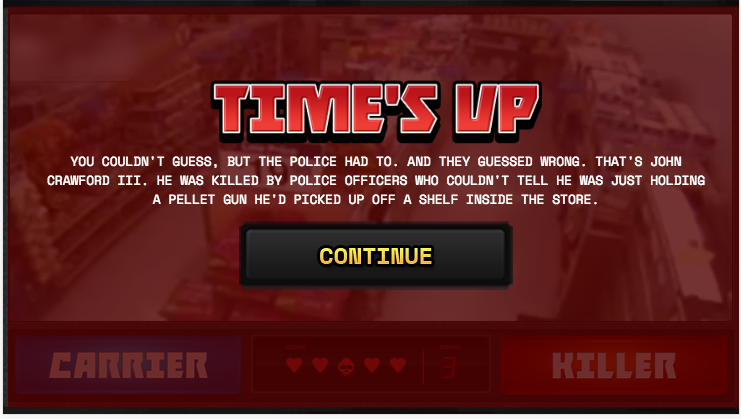 TIME'S UP
YOU COULDN'T GUESS, BUT THE POLICE HAD TO. AND THEY GUESSED WRONG. THAT'S JOHN
CRAWFORD III. HE WAS KILLED BY POLICE OFFICERS WHO COULDN'T TELL HE WAS JUST HOLDING
A PELLET GUN HE'D PICKED UP OFF A SHELF INSIDE THE STORE.
CONTINUE
CARRIER
3
KILLER